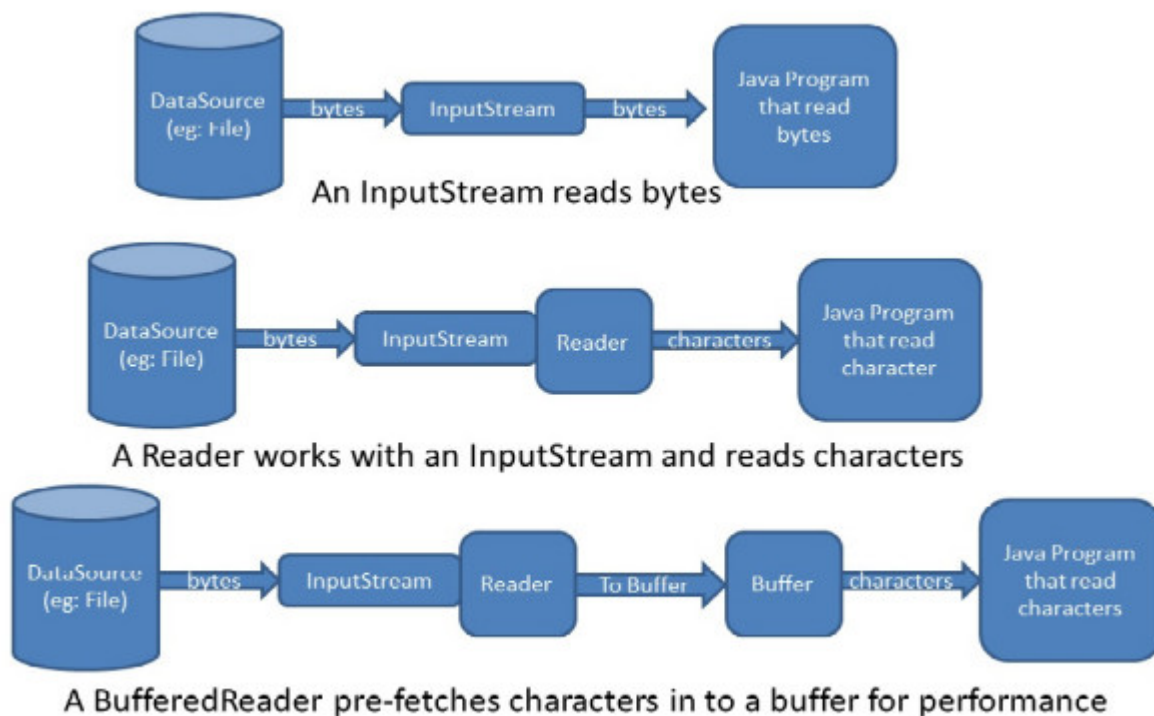 DataSource
(eg: File)
bytes
InputStream
bytes
Java Program
that read
bytes
An InputStream reads bytes
DataSource
(eg: File)
bytes
InputStream
Reader
characters
Java Program
that read
character
A Reader works with an InputStream and reads characters
DataSource
(eg: File)
bytes
InputStream
Reader
To Buffer
Buffer
characters
Java Program
that read
characters
A BufferedReader pre-fetches characters in to a buffer for performance